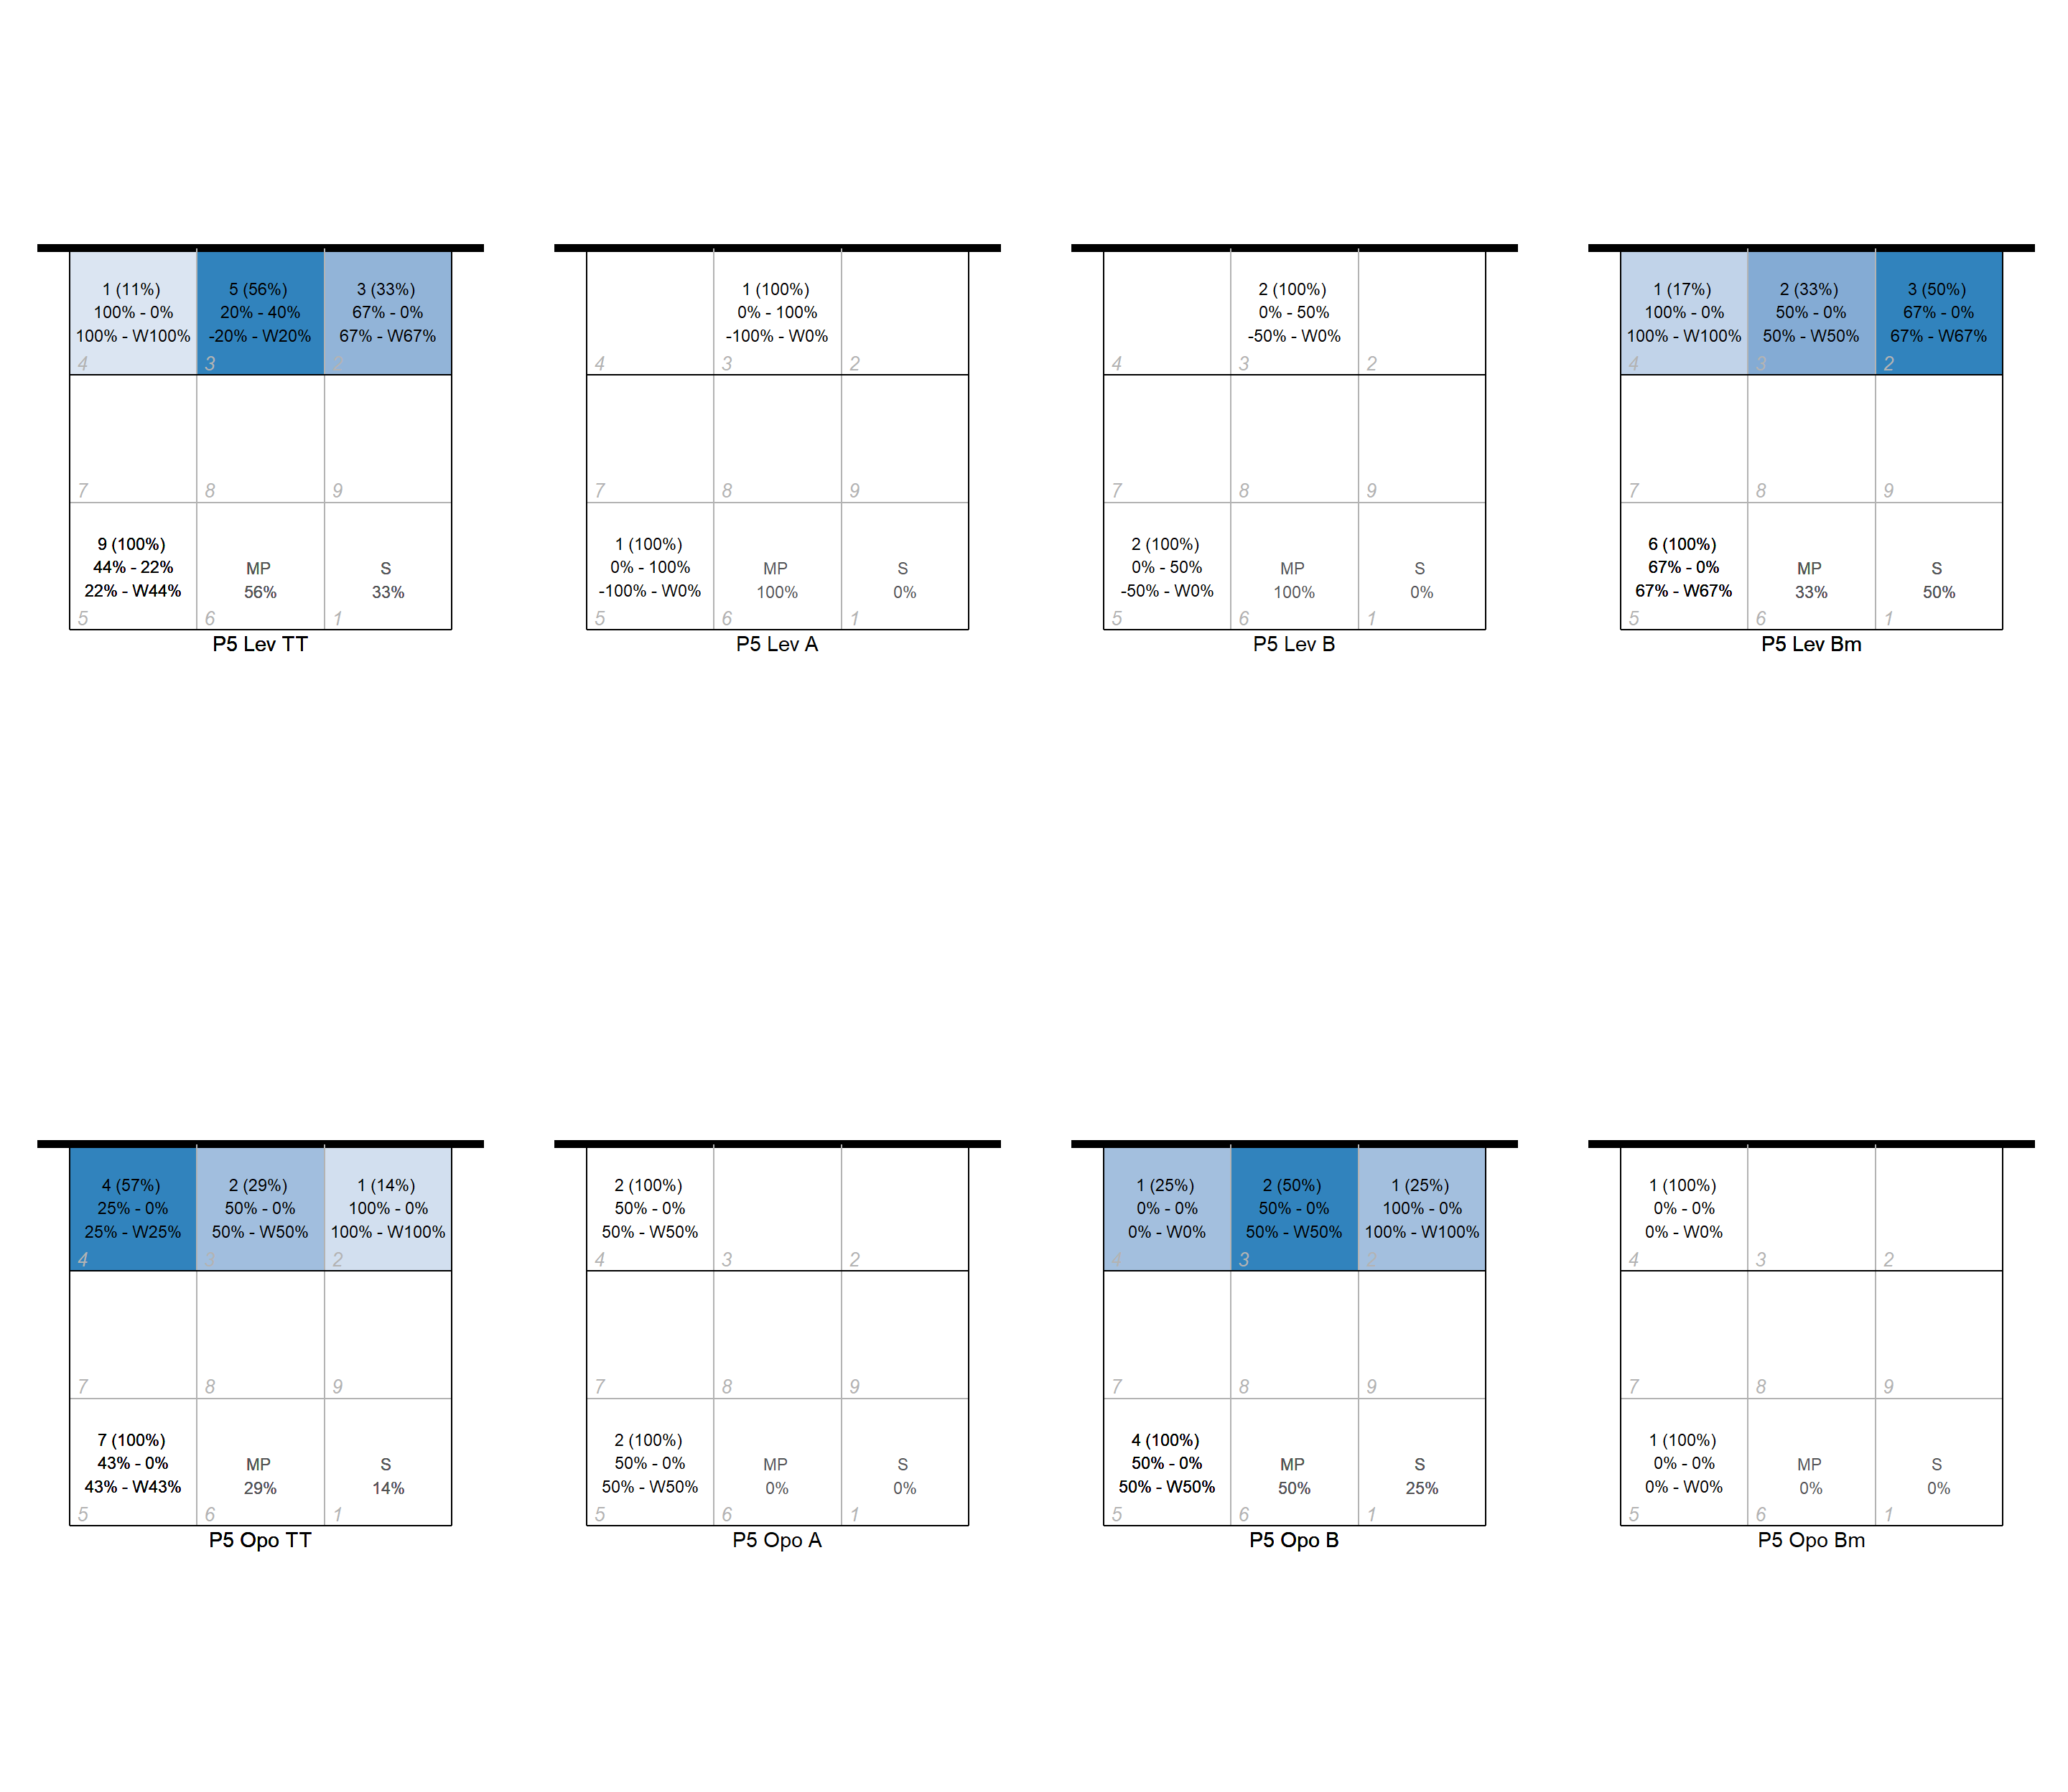 1 (11%)
100% - 0%
100% - W100%
4
5 (56%)
20% - 40%
-20% - W20%
3
3 (33%)
67% - 0%
67% - W67%
2
7
8
9
9 (100%)
44% - 22%
22% - W44%
5
MP
56%
6
S
33%
1
P5 Lev TT
4
1 (100%)
0% - 100%
-100% - W0%
3
2
7
8
9
1 (100%)
0% - 100%
-100% - W0%
5
MP
100%
6
S
0%
1
P5 Lev A
4
2 (100%)
0% - 50%
-50% - W0%
3
2
7
8
9
2 (100%)
0% - 50%
-50% - W0%
5
MP
100%
6
S
0%
1
P5 Lev B
1 (17%)
100% - 0%
100% - W100%
4
2 (33%)
50% - 0%
50% - W50%
3
3 (50%)
67% - 0%
67% - W67%
2
7
8
9
6 (100%)
67% - 0%
67% - W67%
5
MP
33%
6
S
50%
1
P5 Lev Bm
4 (57%)
25% - 0%
25% - W25%
4
2 (29%)
50% - 0%
50% - W50%
3
1 (14%)
100% - 0%
100% - W100%
2
7
8
9
7 (100%)
43% - 0%
43% - W43%
5
MP
29%
6
S
14%
1
P5 Opo TT
2 (100%)
50% - 0%
50% - W50%
4
3
2
7
8
9
2 (100%)
50% - 0%
50% - W50%
5
MP
0%
6
S
0%
1
P5 Opo A
1 (25%)
0% - 0%
0% - W0%
4
2 (50%)
50% - 0%
50% - W50%
3
1 (25%)
100% - 0%
100% - W100%
2
7
8
9
4 (100%)
50% - 0%
50% - W50%
5
MP
50%
6
S
25%
1
P5 Opo B
1 (100%)
0% - 0%
0% - W0%
4
3
2
7
8
9
1 (100%)
0% - 0%
0% - W0%
5
MP
0%
6
S
0%
1
P5 Opo Bm